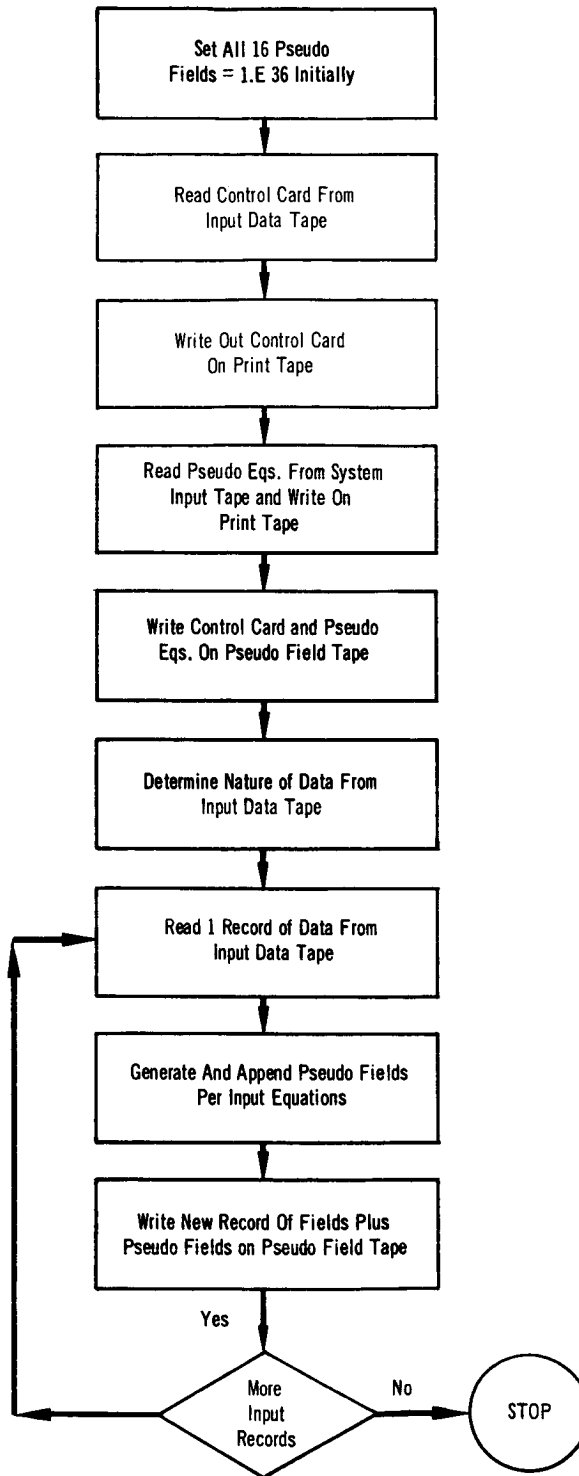 Set All 16 Pseudo
Fields = 1.E 36 Initially
Read Control Card From
Input Data Tape
Write Out Control Card
On Print Tape
Read Pseudo Eqs. From System
Input Tape and Write On
Print Tape
Write Control Card and Pseudo
Eqs. On Pseudo Field Tape
Determine Nature of Data From
Input Data Tape
Read 1 Record of Data From
Input Data Tape
Generate And Append Pseudo Fields
Per Input Equations
Write New Record Of Fields Plus
Pseudo Fields on Pseudo Field Tape
Yes
More
Input
Records
No
STOP